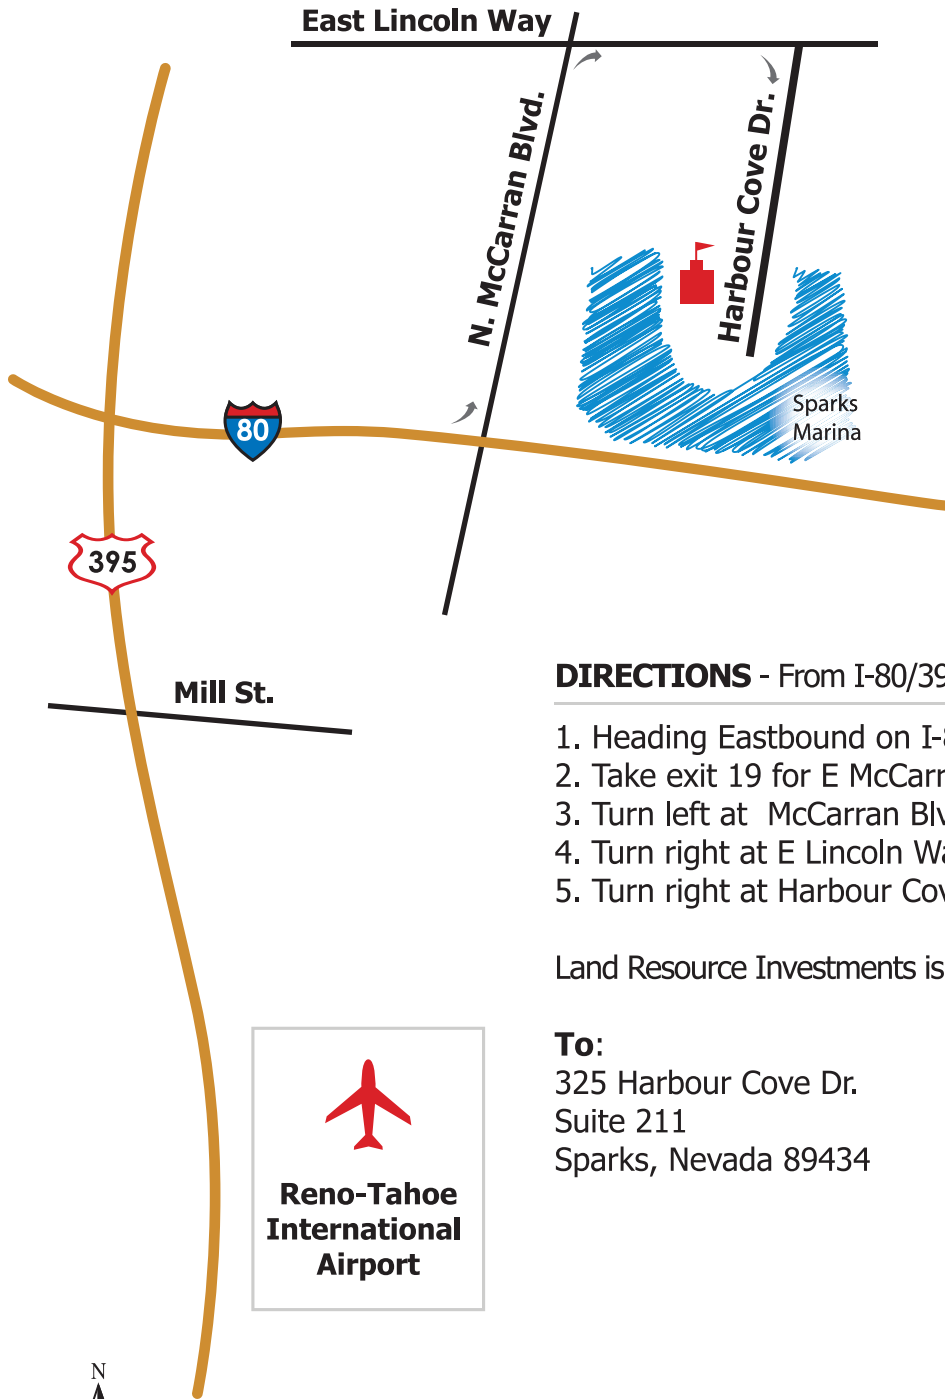 East Lincoln Way
N. McCarran Blvd.
Harbour Cove Dr.
Sparks
Marina
80
395
Mill St.
DIRECTIONS - From I-80/39
1. Heading Eastbound on I-8
2. Take exit 19 for E McCarr
3. Turn left at  McCarran Blv
4. Turn right at E Lincoln Wa
5. Turn right at Harbour Cov
Land Resource Investments is
To:
325 Harbour Cove Dr.
Suite 211
Sparks, Nevada 89434
Reno-Tahoe
International
Airport
N